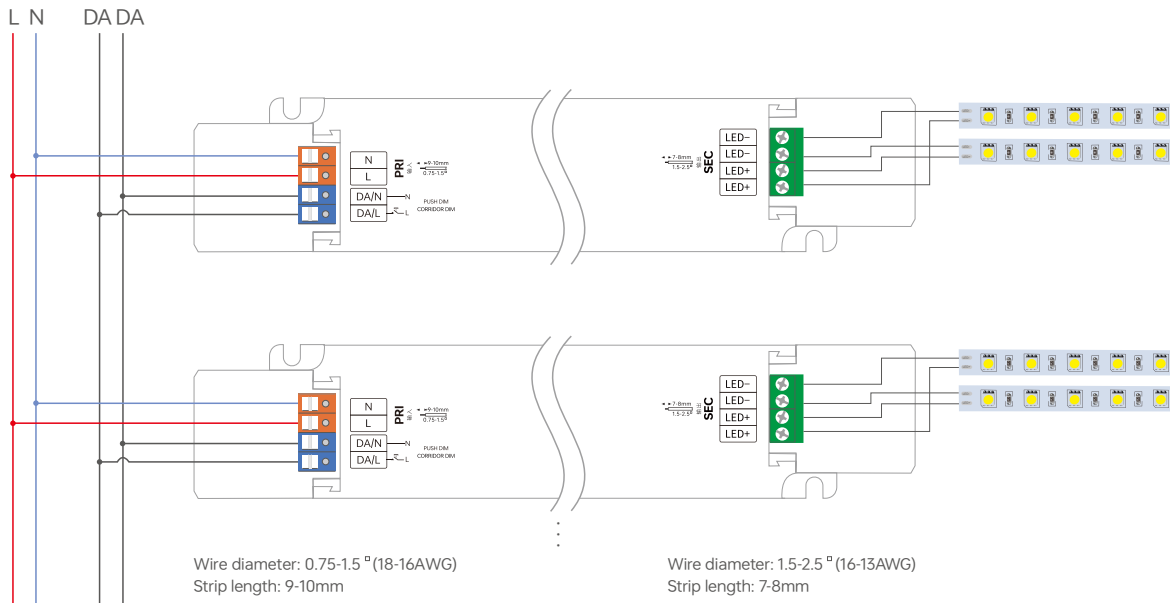 L N DA DA
N
L
PRI
9-10mm
0.75-1.5□
DA/N
N
DA/L
L
PUSH DIM
CORRIDOR DIM
7-8mm
1.5-2.5□
SEC
LED-
LED-
LED+
LED+
N
L
PRI
9-10mm
0.75-1.5□
DA/N
N
DA/L
L
PUSH DIM
CORRIDOR DIM
7-8mm
1.5-2.5□
SEC
LED-
LED-
LED+
LED+
Wire diameter: 0.75-1.5 □ (18-16AWG)
Strip length: 9-10mm
Wire diameter: 1.5-2.5 □ (16-13AWG)
Strip length: 7-8mm